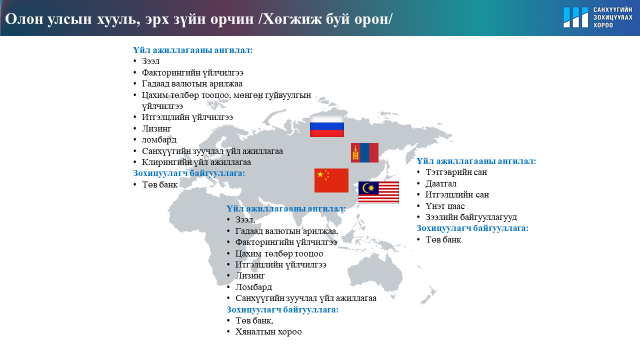 Олон улсын хууль, эрх зүйн орчин /Хөгжиж буй орон/
САНХҮҮГИЙН
ЗОХИЦУУЛАХ
ХОРОО
Үйл ажиллагааны ангилал:
• Зээл
• Факторингийн үйлчилгээ
• Гадаад валютын арилжаа
• Цахим төлбөр тооцоо, мөнгөн гуйвуулгын
үйлчилгээ
• Итгэлцлийн үйлчилгээ
• Лизинг
• ломбард
• Санхүүгийн зуучлал үйл ажиллагаа
• Клирингийн үйл ажиллагаа
Зохицуулагч байгууллага:
• Төв банк
Үйл ажиллагааны ангилал:
• Зээл,
• Гадаад валютын арилжаа,
• Факторингийн үйлчилгээ
• Цахим төлбөр тооцоо
• Итгэлцлийн үйлчилгээ
• Лизинг
• Ломбард
• Санхүүгийн зуучлал үйл ажиллагаа
Зохицуулагч байгууллага:
• Төв банк,
• Хяналтын хороо
Үйл ажиллагааны ангилал:
• Тэтгэврийн сан
• Даатгал
• Итгэлцлийн сан
• Үнэт цаас
• Зээлийн байгууллагууд
Зохицуулагч байгууллага:
• Төв банк